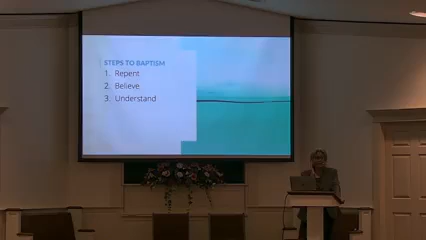 STEPS TO BAPTISM
1. Repent
2. Believe
3. Understand